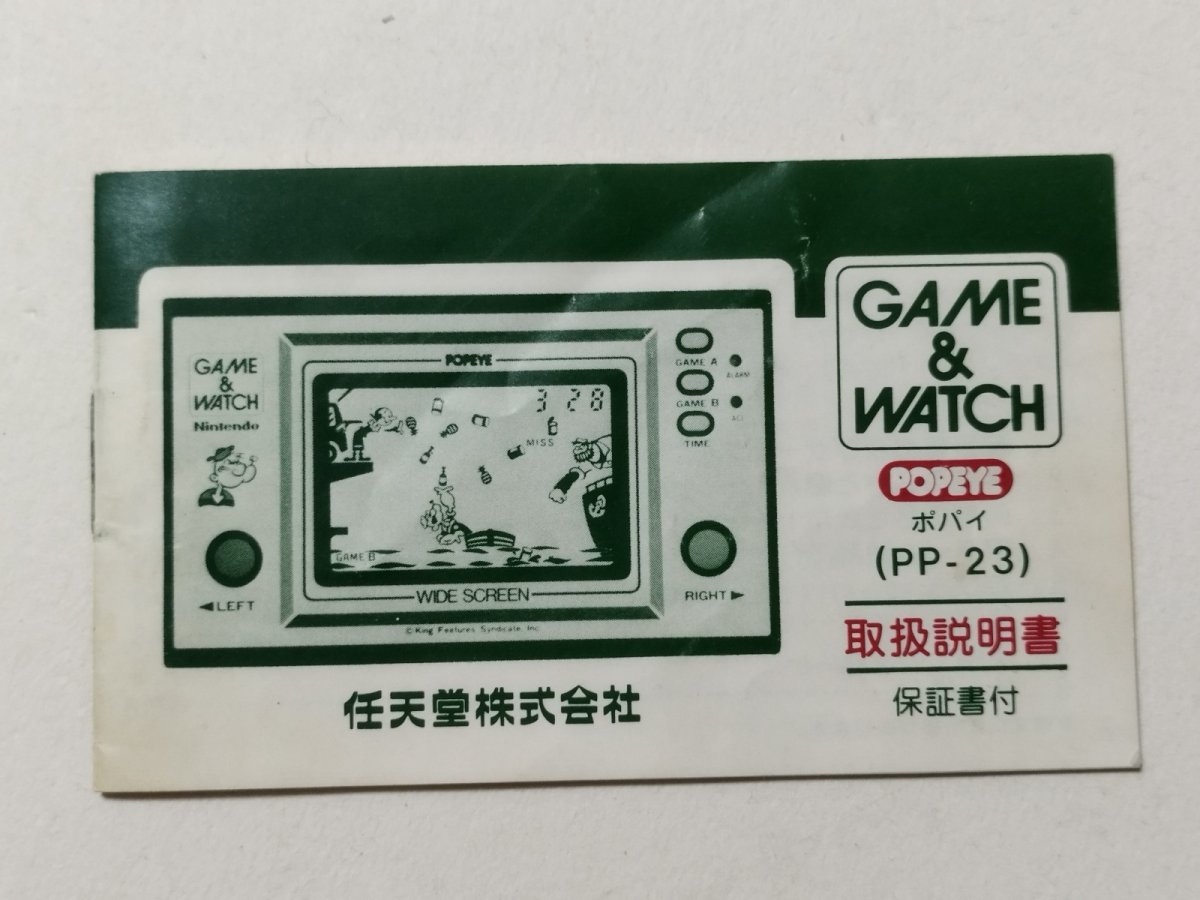 GAME
&
WATCH
Nintendo
POPEYE
3 28
MISS
GAME B
WIDE SCREEN
©King Features Syndicate, Inc.
GAME A
ALARM
GAME B
ACL
TIME
◀LEFT
RIGHT▶
任天堂株式会社
GAME
&
WATCH
POPEYE
ポパイ
(PP-23)
取扱説明書
保証書付